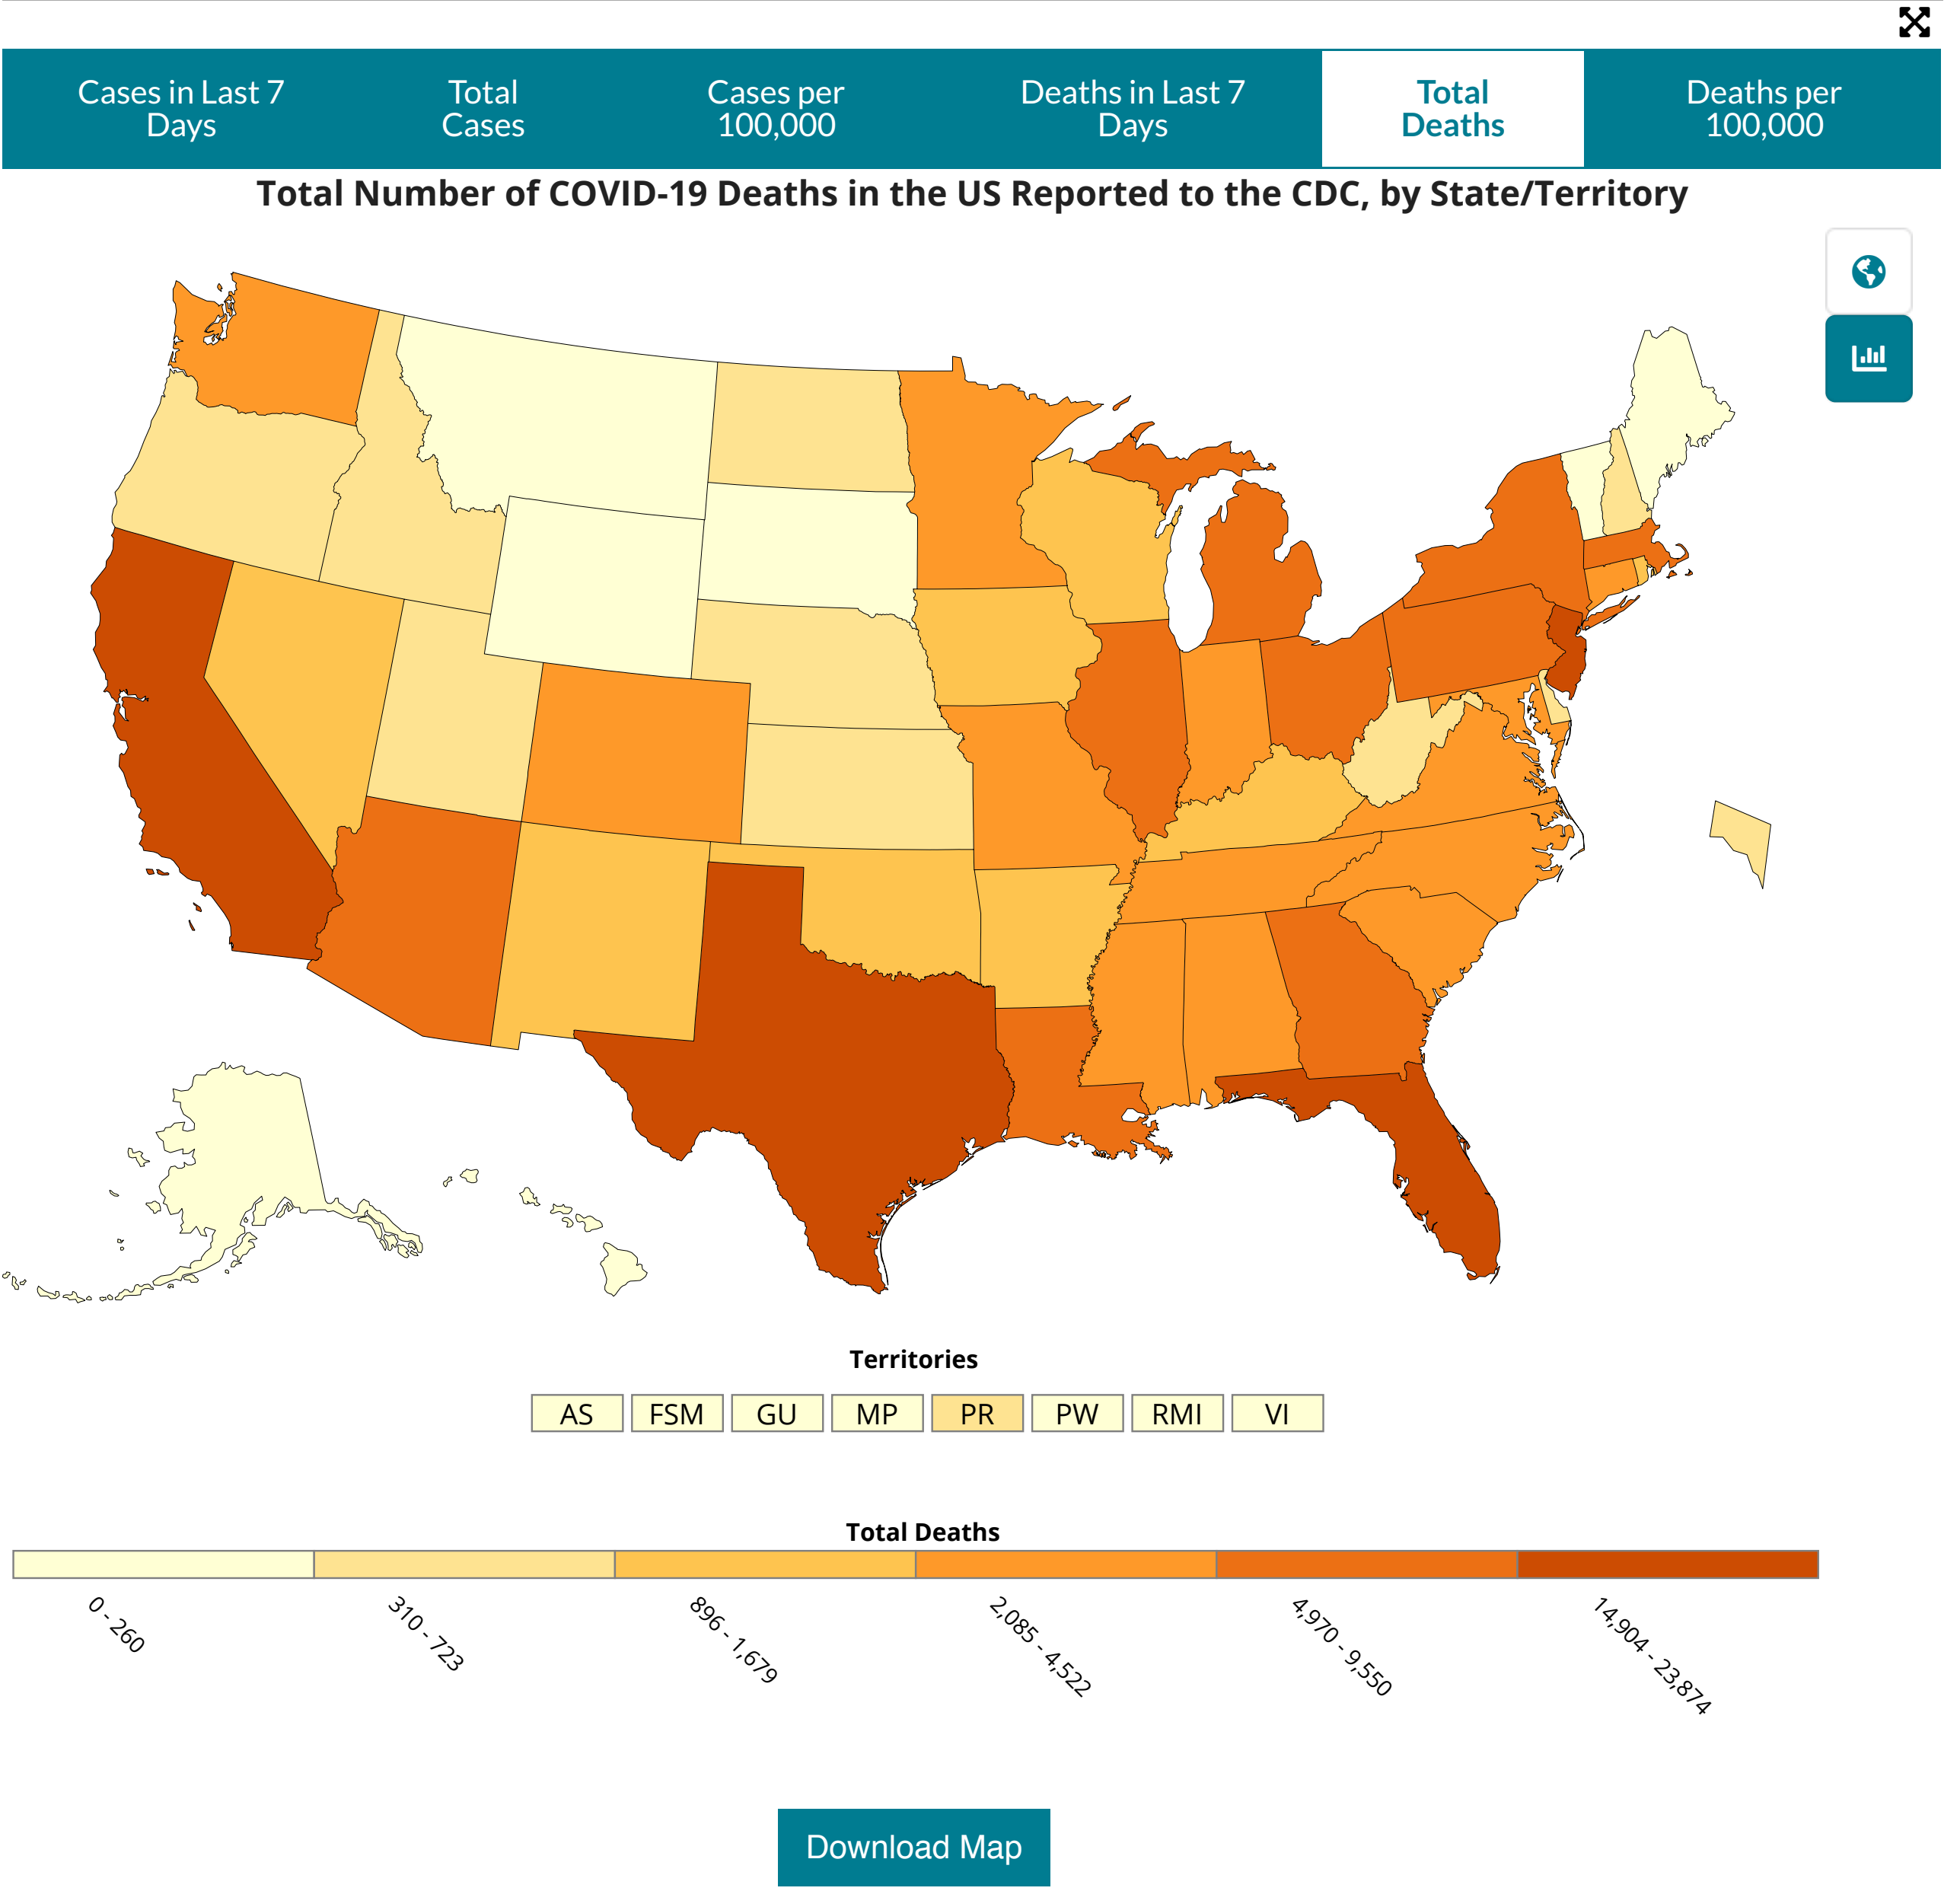 Cases in Last 7
Days
Total
Cases
Cases per
100,000
Deaths in Last 7
Days
Total
Deaths
Deaths per
100,000
Total Number of COVID-19 Deaths in the US Reported to the CDC, by State/Territory
Territories
AS
FSM
GU
MP
PR
PW
RMI
VI
Total Deaths
0 - 260
310 - 723
896 - 1,679
2,085 - 4,522
4,970 - 9,550
14,904 - 23,874
Download Map